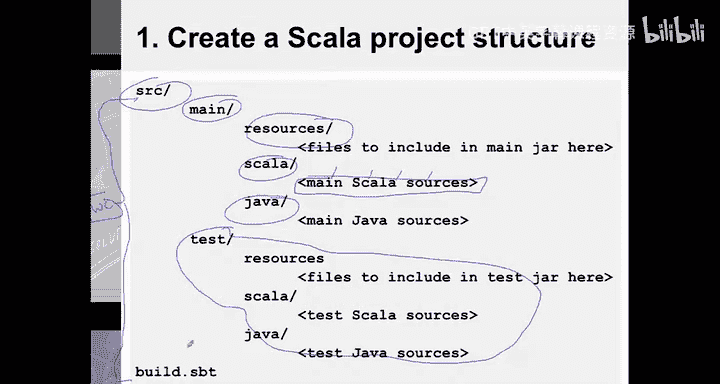 1. Create a Scala project structure
bilibili
src/
main/
resources/
<files to include in main jar here>
scala/
<main Scala sources>
java/
<main Java sources>
test/
resources
<files to include in test jar here>
scala/
<test Scala sources>
java/
<test Java sources>
build.sbt